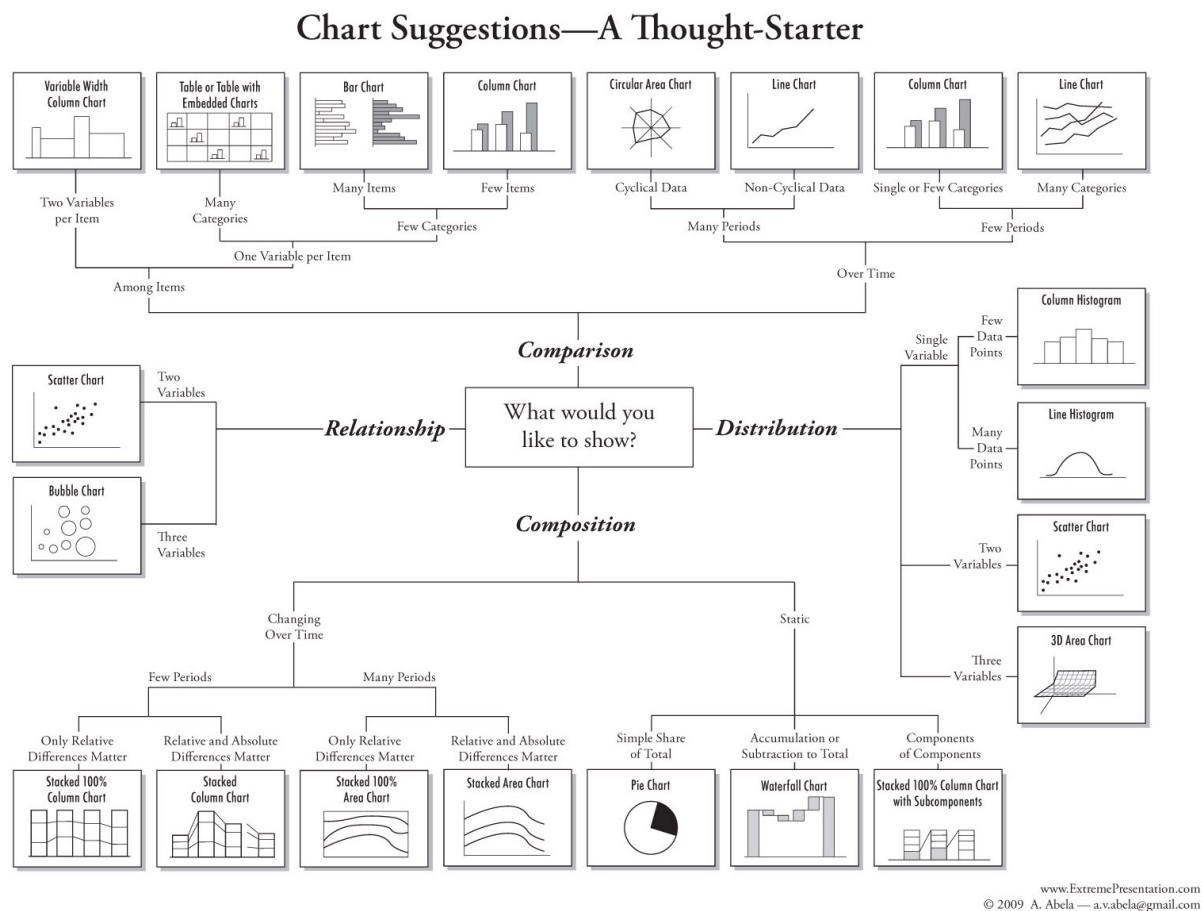 Chart Suggestions—A Thought-Starter
Variable Width
Column Chart
Table or Table with
Embedded Charts
Bar Chart
Column Chart
Circular Area Chart
Line Chart
Column Chart
Line Chart
Two Variables
per Item
Many
Categories
Many Items
Few Items
Cyclical Data
Non-Cyclical Data
Single or Few Categories
Many Categories
Few Categories
Many Periods
Few Periods
One Variable per Item
Over Time
Among Items
Comparison
What would you
like to show?
Relationship
Two
Variables
Scatter Chart
Bubble Chart
Three
Variables
Distribution
Single
Variable
Few
Data
Points
Column Histogram
Many
Data
Points
Line Histogram
Two
Variables
Scatter Chart
Three
Variables
3D Area Chart
Composition
Changing
Over Time
Static
Few Periods
Many Periods
Only Relative
Differences Matter
Relative and Absolute
Differences Matter
Only Relative
Differences Matter
Relative and Absolute
Differences Matter
Simple Share
of Total
Accumulation or
Subtraction to Total
Components
of Components
Stacked 100%
Column Chart
Stacked
Column Chart
Stacked 100%
Area Chart
Stacked Area Chart
Pie Chart
Waterfall Chart
Stacked 100% Column Chart
with Subcomponents
www.ExtremePresentation.com
© 2009 A. Abela — a.v.abela@gmail.com